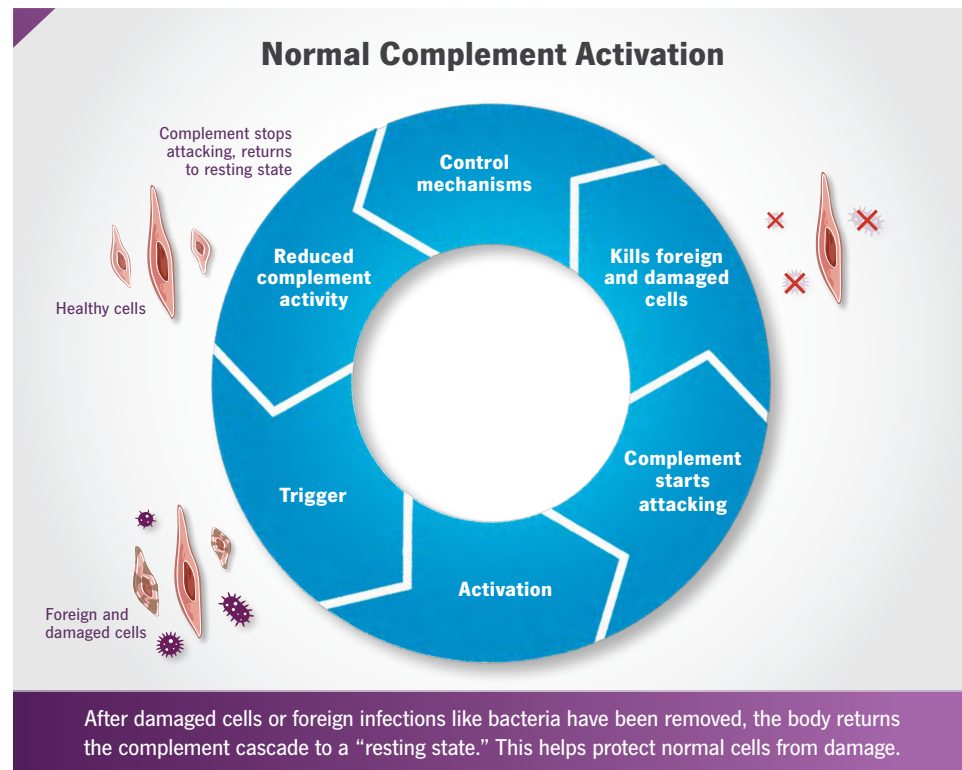 Normal Complement Activation
Complement stops
attacking, returns
to resting state
Healthy cells
Control
mechanisms
Kills foreign
and damaged
cells
Complement
starts
attacking
Activation
Trigger
Reduced
complement
activity
Foreign and
damaged cells
After damaged cells or foreign infections like bacteria have been removed, the body returns
the complement cascade to a “resting state.” This helps protect normal cells from damage.